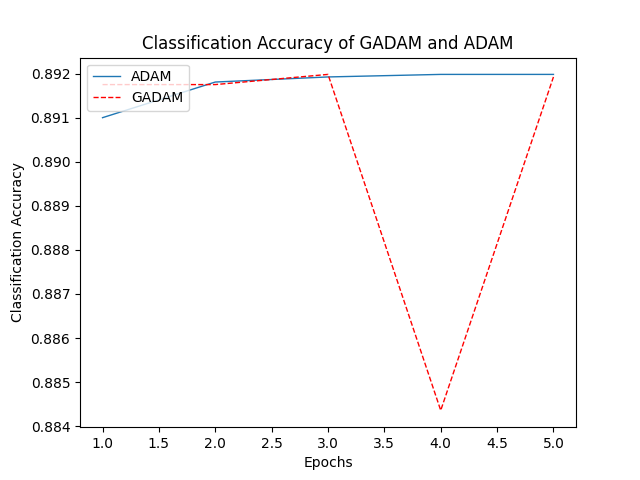 Classification Accuracy of GADAM and ADAM
ADAM
GADAM
Classification Accuracy
0.892
0.891
0.890
0.889
0.888
0.887
0.886
0.885
0.884
1.0 1.5 2.0 2.5 3.0 3.5 4.0 4.5 5.0
Epochs